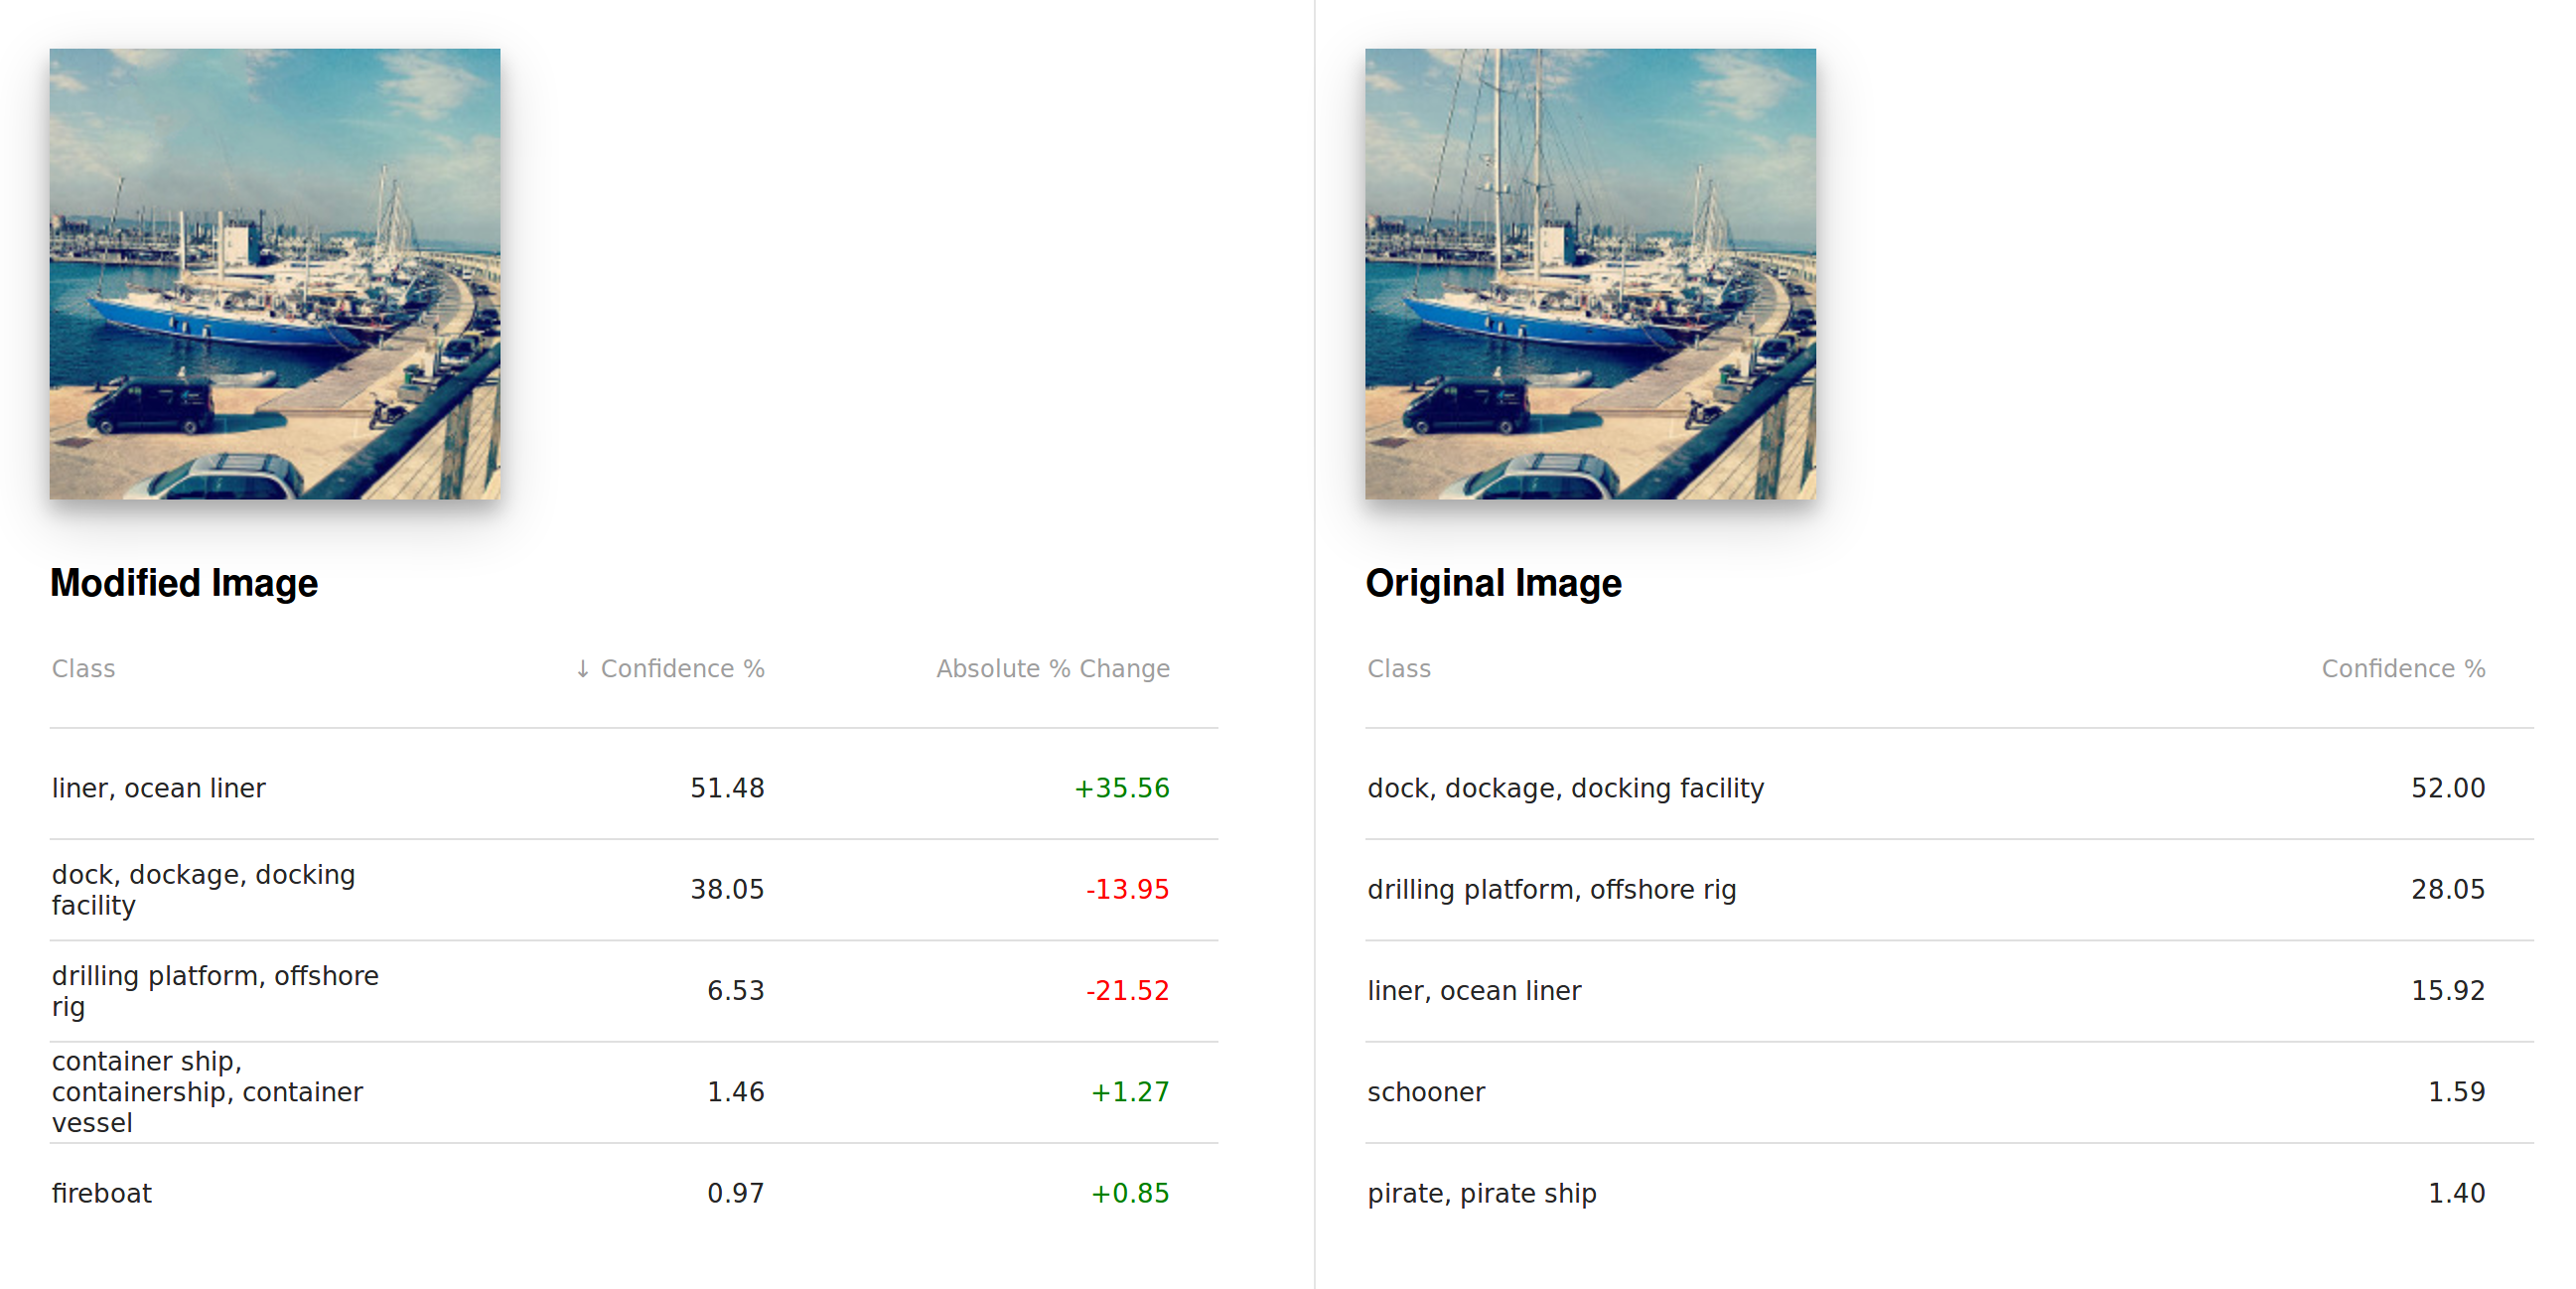 Modified Image
Class ↓ Confidence % Absolute % Change
liner, ocean liner 51.48 +35.56
dock, dockage, docking
facility 38.05 -13.95
drilling platform, offshore
rig 6.53 -21.52
container ship,
containership, container
vessel 1.46 +1.27
fireboat 0.97 +0.85
Original Image
Class Confidence %
dock, dockage, docking facility 52.00
drilling platform, offshore rig 28.05
liner, ocean liner 15.92
schooner 1.59
pirate, pirate ship 1.40